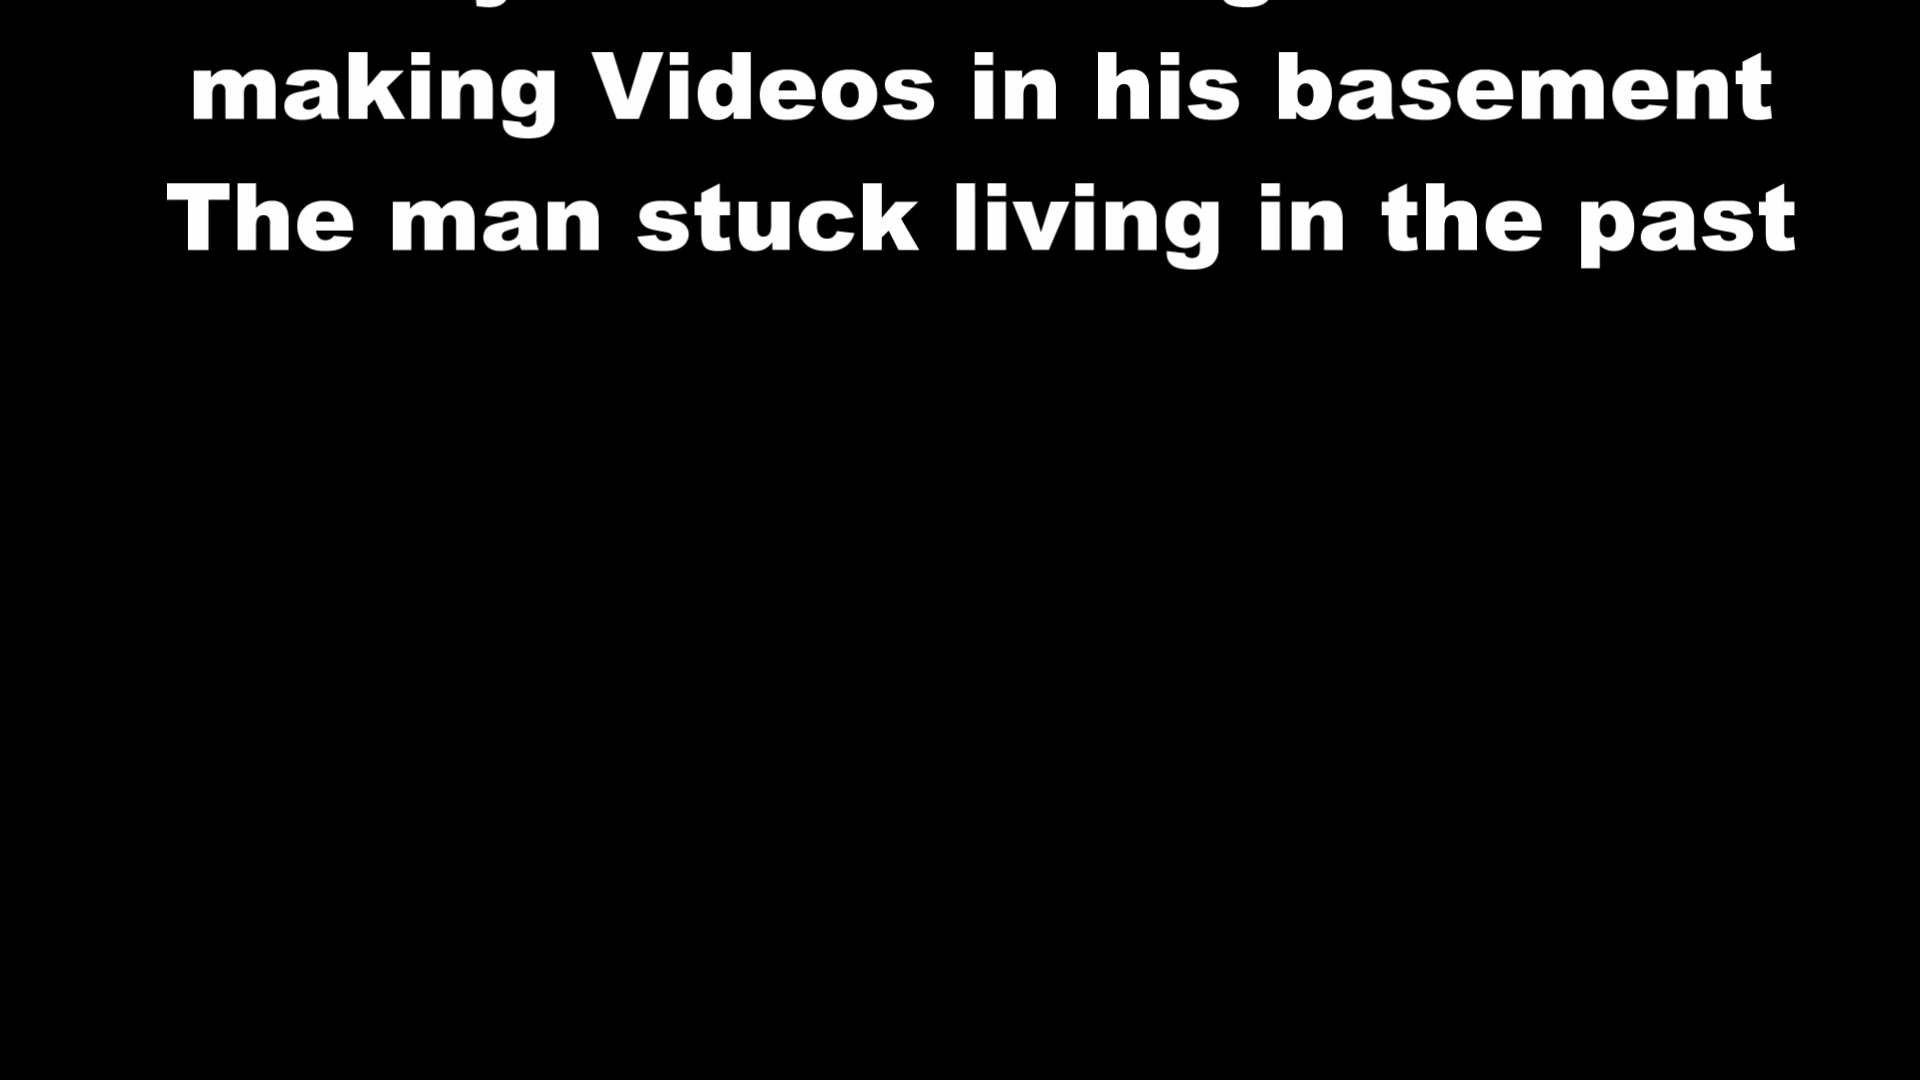 making Videos in his basement
The man stuck living in the past